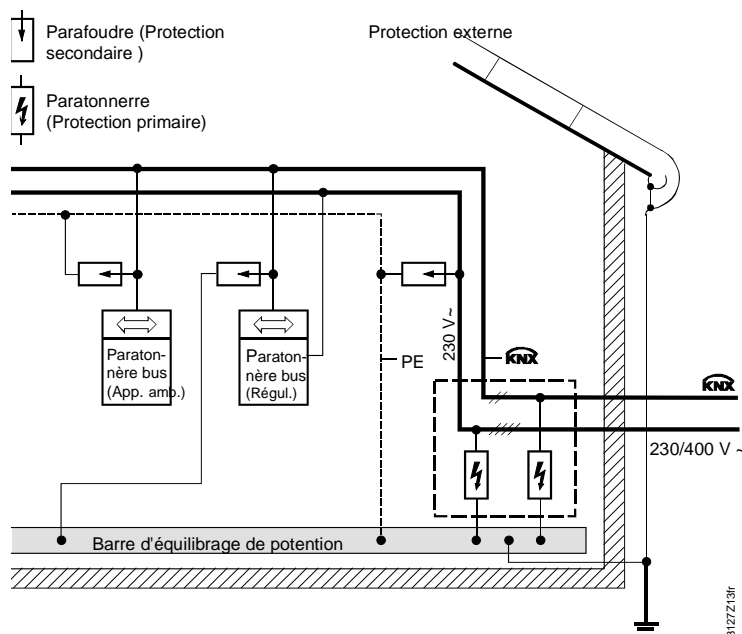 Parafoudre (Protection
secondaire )
Protection externe
Paratonnerre
(Protection primaire)
230 V~
KNX
Paraton-
nère bus
(App. amb.)
Paraton-
nère bus
(Régul.)
PE
KNX
230/400 V ~
Barre d'équilibrage de potention
3127Z13fr